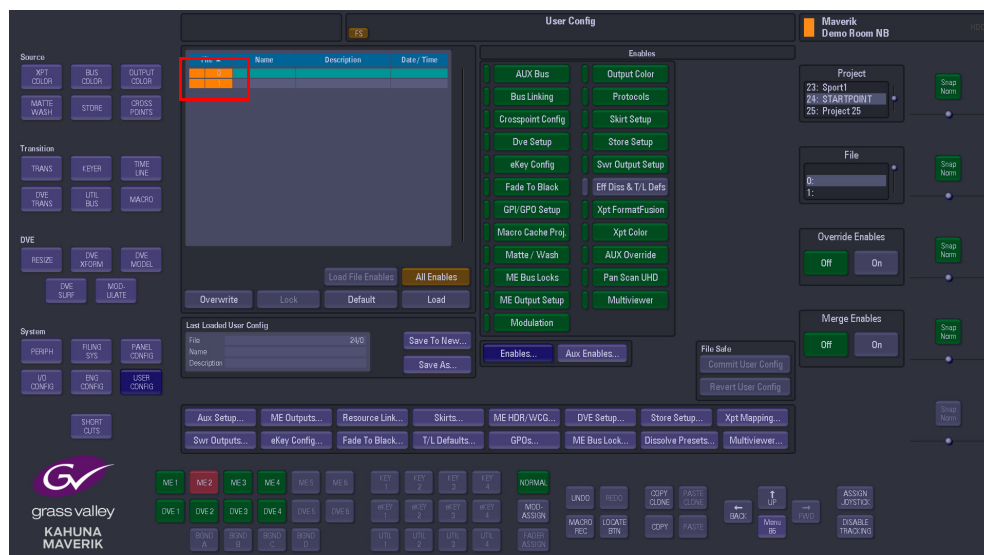 User Config
FS
Maverik
Demo Room NB
Source
XPT COLOR
BUS COLOR
OUTPUT COLOR
MATTE WASH
STORE
CROSS POINTS
Transition
TRANS
KEYER
TIME LINE
DVE TRANS
UTIL BUS
MACRO
DVE
RESIZE
DVE XFORM
DVE MODEL
DVE SURF
MOD-ULATE
System
PERIPH
FILING SYS
PANEL CONFIG
I/O CONFIG
ENG CONFIG
USER CONFIG
SHORT CUTS
File Name Description Date / Time
0
1
Load File Enables
All Enables
Overwrite
Lock
Default
Load
Last Loaded User Config
File 24/0
Name
Description
Save To New...
Save As...
Enables
AUX Bus
Output Color
Bus Linking
Protocols
Crosspoint Config
Skirt Setup
Dve Setup
Store Setup
eKey Config
Swr Output Setup
Fade To Black
Eff Diss & T/L Defs
GPI/GPO Setup
Xpt FormatFusion
Macro Cache Proj.
Xpt Color
Matte / Wash
AUX Override
ME Bus Locks
Pan Scan UHD
ME Output Setup
Multiviewer
Modulation
Enables...
Aux Enables...
File Safe
Commit User Config
Revert User Config
Project
23: Sport1
24: STARTPOINT
25: Project 25
Snap Norm
File
0:
1:
Snap Norm
Override Enables
Off
On
Snap Norm
Merge Enables
Off
On
Snap Norm
Snap Norm
Aux Setup...
ME Outputs...
Resource Link...
Skirts...
ME HDR/WCG...
DVE Setup...
Store Setup...
Xpt Mapping...
Swr Outputs...
eKey Config...
Fade To Black...
T/L Defaults...
GPOs...
ME Bus Lock...
Dissolve Presets...
Multiviewer...
GV
grass valley
KAHUNA
MAVERIK
ME 1
ME 2
ME 3
ME 4
ME 5
ME 6
KEY 1
KEY 2
KEY 3
KEY 4
NORMAL
DVE 1
DVE 2
DVE 3
DVE 4
DVE 5
DVE 6
eKEY 1
eKEY 2
eKEY 3
eKEY 4
MOD-ASSIGN
BGND A
BGND B
BGND C
BGND D
UTIL 1
UTIL 2
UTIL 3
UTIL 4
FADER ASSIGN
UNDO
REDO
COPY CLONE
PASTE CLONE
MACRO REC
LOCATE BTN
COPY
PASTE
BACK
UP
Menu 86
FWD
ASSIGN JOYSTICK
DISABLE TRACKING